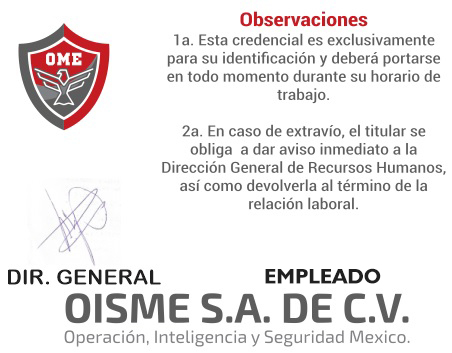 OME
Observaciones
1a. Esta credencial es exclusivamente
para su identificación y deberá portarse
en todo momento durante su horario de
trabajo.
2a. En caso de extravío, el titular se
obliga a dar aviso inmediato a la
Dirección General de Recursos Humanos,
así como devolverla al término de la
relación laboral.
DIR. GENERAL
EMPLEADO
OISME S.A. DE C.V.
Operación, Inteligencia y Seguridad Mexico.